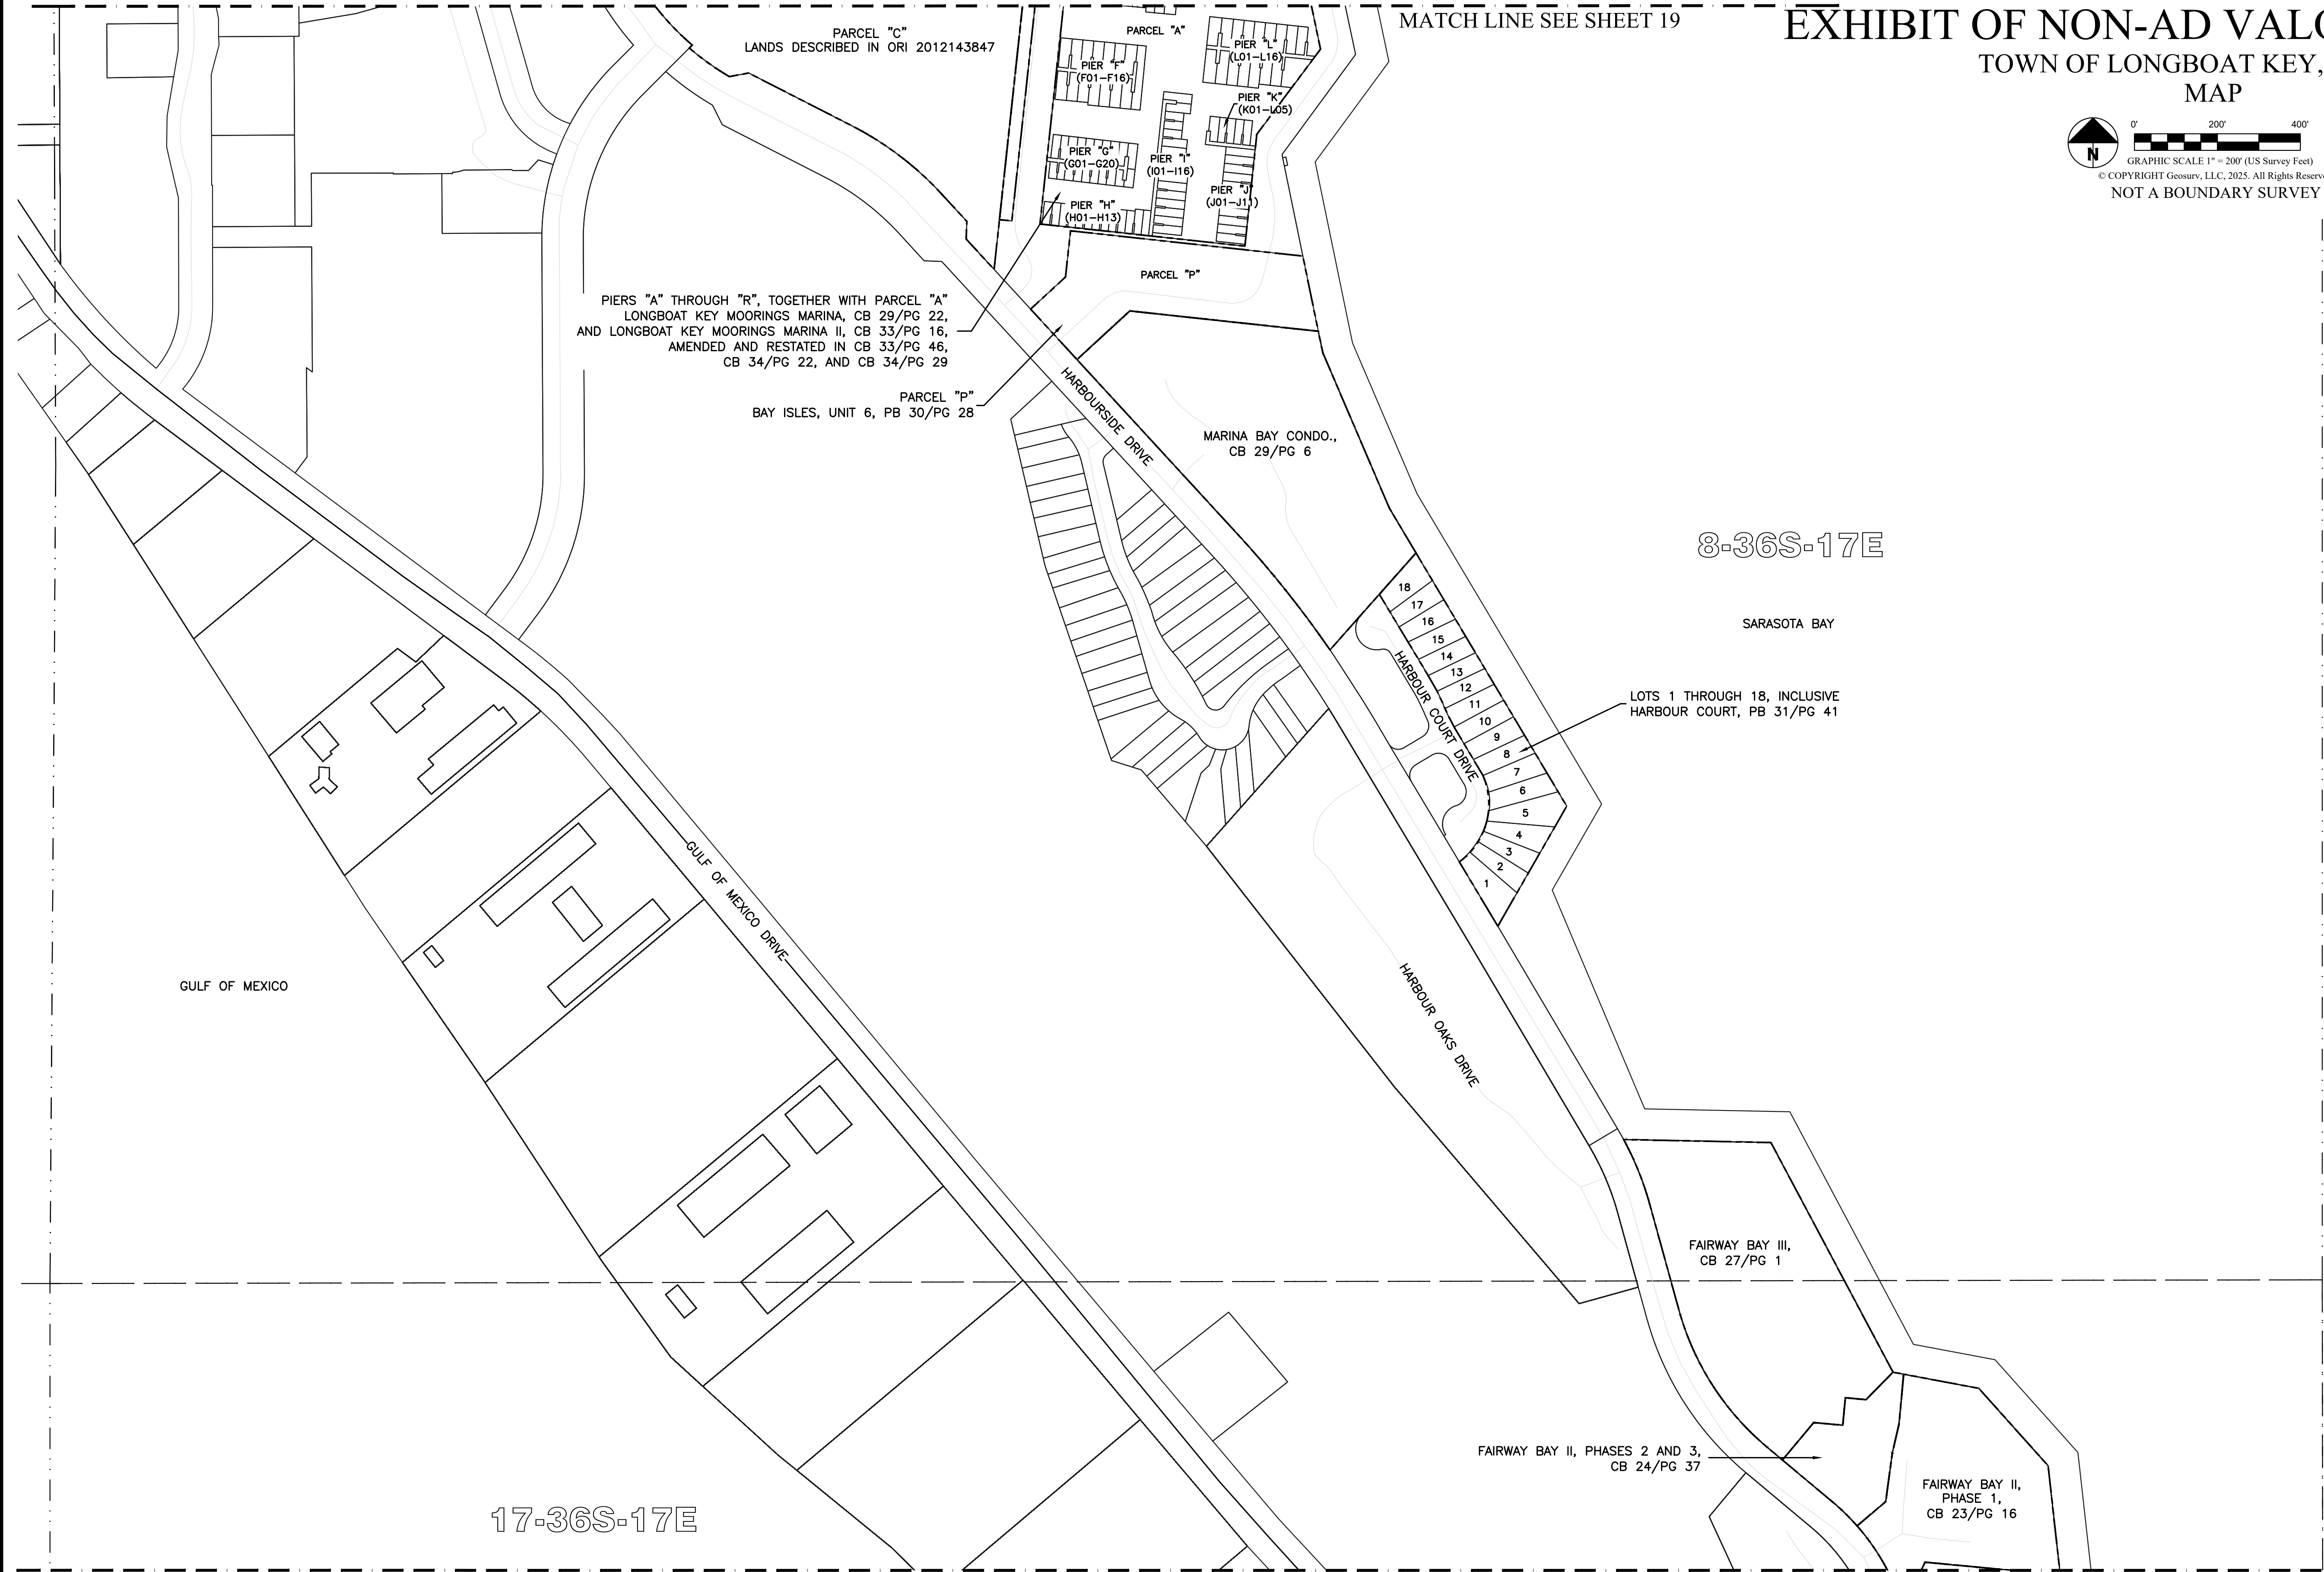 MATCH LINE SEE SHEET 19
EXHIBIT OF NON-AD
TOWN OF LONGBOAT KEY,
MAP
0' 200' 400'
N
GRAPHIC SCALE 1" = 200' (US Survey Feet)
© COPYRIGHT Geosurv, LLC, 2025. All Rights
NOT A BOUNDARY SURVEY
PARCEL "C"
LANDS DESCRIBED IN ORI 2012143847
PARCEL "A"
PIER "L"
(L01-L16)
PIER "F"
(F01-F16)
PIER "K"
(K01-L05)
PIER "G"
(G01-G20)
PIER "I"
(I01-I16)
PIER "J"
(J01-J11)
PIER "H"
(H01-H13)
PARCEL "P"
PIERS "A" THROUGH "R", TOGETHER WITH PARCEL "A"
LONGBOAT KEY MOORINGS MARINA, CB 29/PG 22,
AND LONGBOAT KEY MOORINGS MARINA II, CB 33/PG 16,
AMENDED AND RESTATED IN CB 33/PG 46,
CB 34/PG 22, AND CB 34/PG 29
PARCEL "P"
BAY ISLES, UNIT 6, PB 30/PG 28
HARBOURSIDE DRIVE
MARINA BAY CONDO.,
CB 29/PG 6
8-36S-17E
SARASOTA BAY
18
17
16
15
14
13
12
11
10
9
8
7
6
5
4
3
2
1
HARBOUR COURT DRIVE
LOTS 1 THROUGH 18, INCLUSIVE
HARBOUR COURT, PB 31/PG 41
GULF OF MEXICO DRIVE
GULF OF MEXICO
HARBOUR OAKS DRIVE
FAIRWAY BAY III,
CB 27/PG 1
FAIRWAY BAY II, PHASES 2 AND 3,
CB 24/PG 37
FAIRWAY BAY II,
PHASE 1,
CB 23/PG 16
17-36S-17E